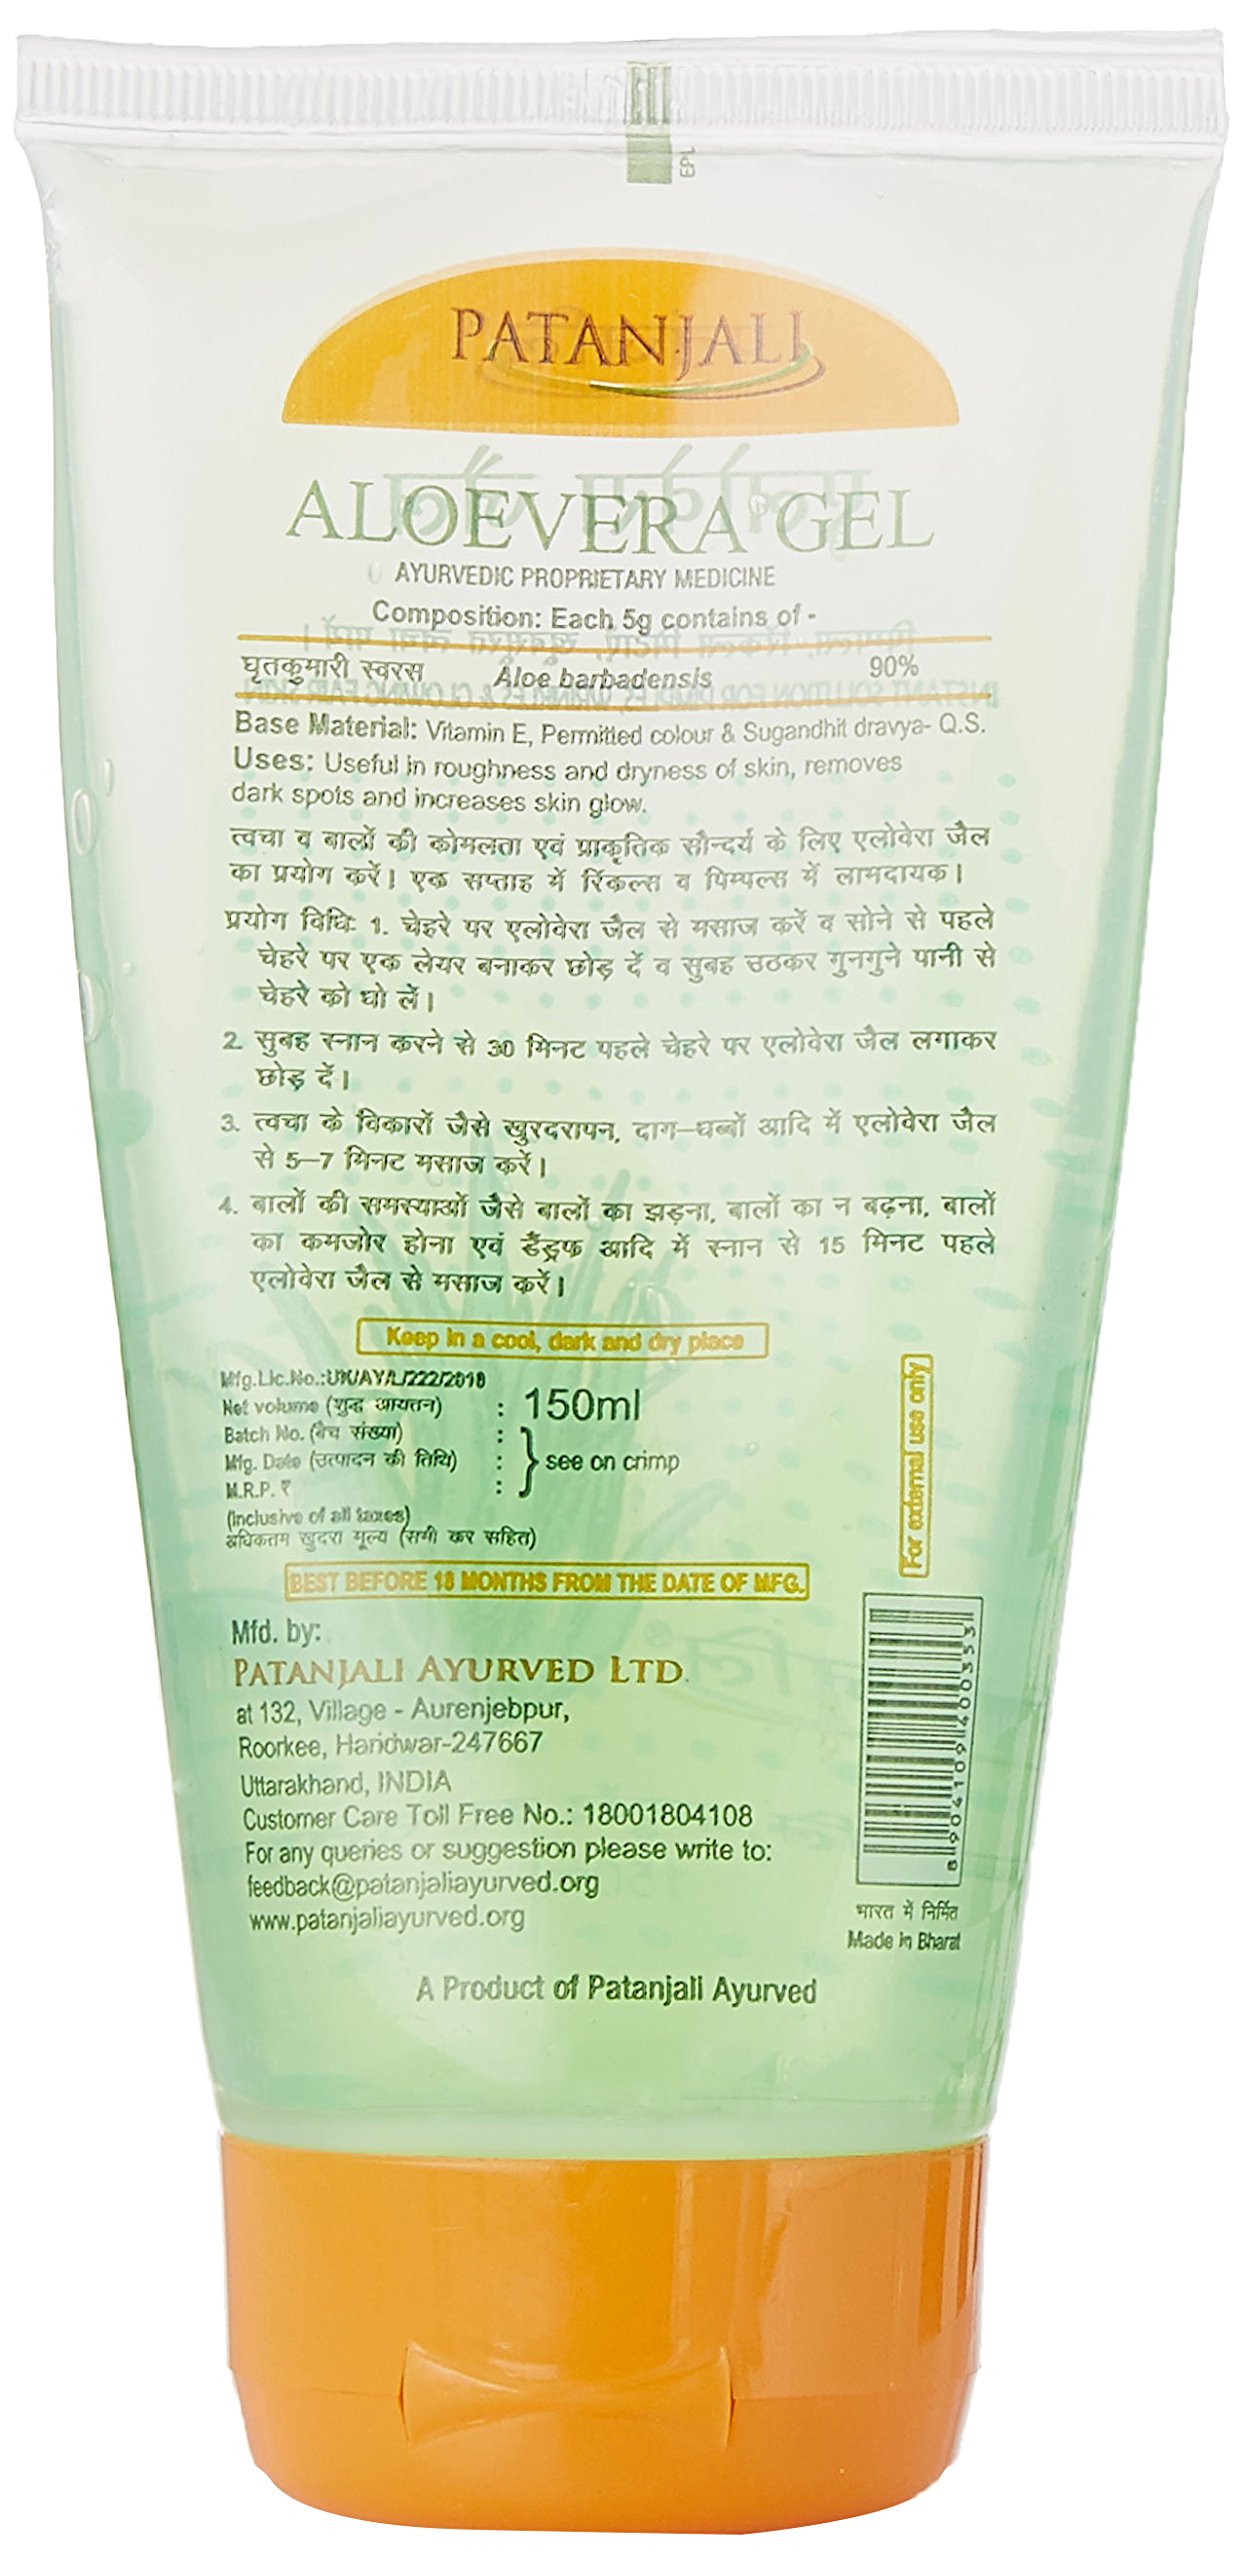 EPL
PATANJALI
ALOEVERA GEL
AYURVEDIC PROPRIETARY MEDICINE
Composition: Each 5g contains of -
घृतकुमारी स्वरस Aloe barbadensis 90%
Base Material: Vitamin E, Permitted colour & Sugandhit dravya- Q.S.
Uses: Useful in roughness and dryness of skin, removes
dark spots and increases skin glow.
त्वचा व बालों की कोमलता एवं प्राकृतिक सौन्दर्य के लिए एलोवेरा जैल
का प्रयोग करें। एक सप्ताह में रिंकल्स व पिम्पल्स में लाभदायक।
प्रयोग विधि: 1. चेहरे पर एलोवेरा जैल से मसाज करें व सोने से पहले
चेहरे पर एक लेयर बनाकर छोड़ दें व सुबह उठकर गुनगुने पानी से
चेहरे को धो लें।
2. सुबह स्नान करने से 30 मिनट पहले चेहरे पर एलोवेरा जैल लगाकर
छोड़ दें।
3. त्वचा के विकारों जैसे खुरदरापन, दाग-धब्बों आदि में एलोवेरा जैल
से 5-7 मिनट मसाज करें।
4. बालों की समस्याओं जैसे बालों का झड़ना, बालों का न बढ़ना, बालों
का कमजोर होना एवं डैंड्रफ आदि में स्नान से 15 मिनट पहले
एलोवेरा जैल से मसाज करें।
Keep in a cool, dark and dry place
Mfg.Lic.No.:UK/AY/L/222/2010
Net volume (शुद्ध आयतन) : 150ml
Batch No. (बैच संख्या) :
Mfg. Date (उत्पादन की तिथि) : } see on crimp
M.R.P. ₹ :
(Inclusive of all taxes)
अधिकतम खुदरा मूल्य (सभी कर सहित)
For external use only
BEST BEFORE 18 MONTHS FROM THE DATE OF MFG.
Mfd. by:
PATANJALI AYURVED LTD.
at 132, Village - Aurenjebpur,
Roorkee, Haridwar-247667
Uttarakhand, INDIA
Customer Care Toll Free No.: 18001804108
For any queries or suggestion please write to:
feedback@patanjaliayurved.org
www.patanjaliayurved.org
8904109400353
भारत में निर्मित
Made in Bharat
A Product of Patanjali Ayurved